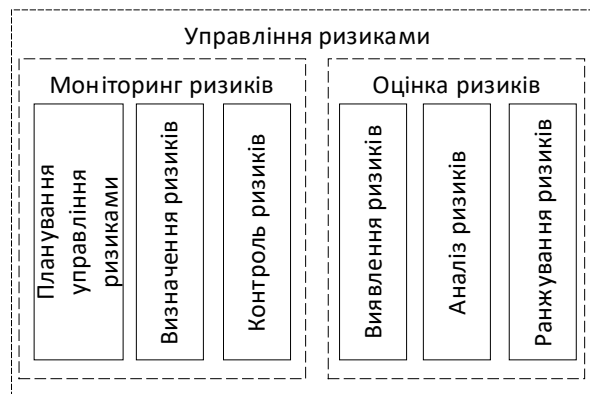 Управління ризиками
Моніторинг ризиків
Планування
управління
ризиками
Визначення ризиків
Контроль ризиків
Оцінка ризиків
Виявлення ризиків
Аналіз ризиків
Ранжування ризиків